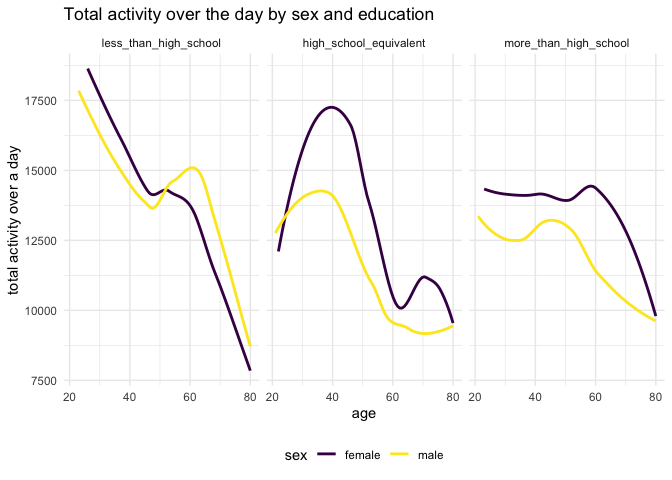 Total activity over the day by sex and education
less_than_high_school high_school_equivalent more_than_high_school
total activity over a day
17500
15000
12500
10000
7500
20 40 60 80 20 40 60 80 20 40 60 80
age
sex female male